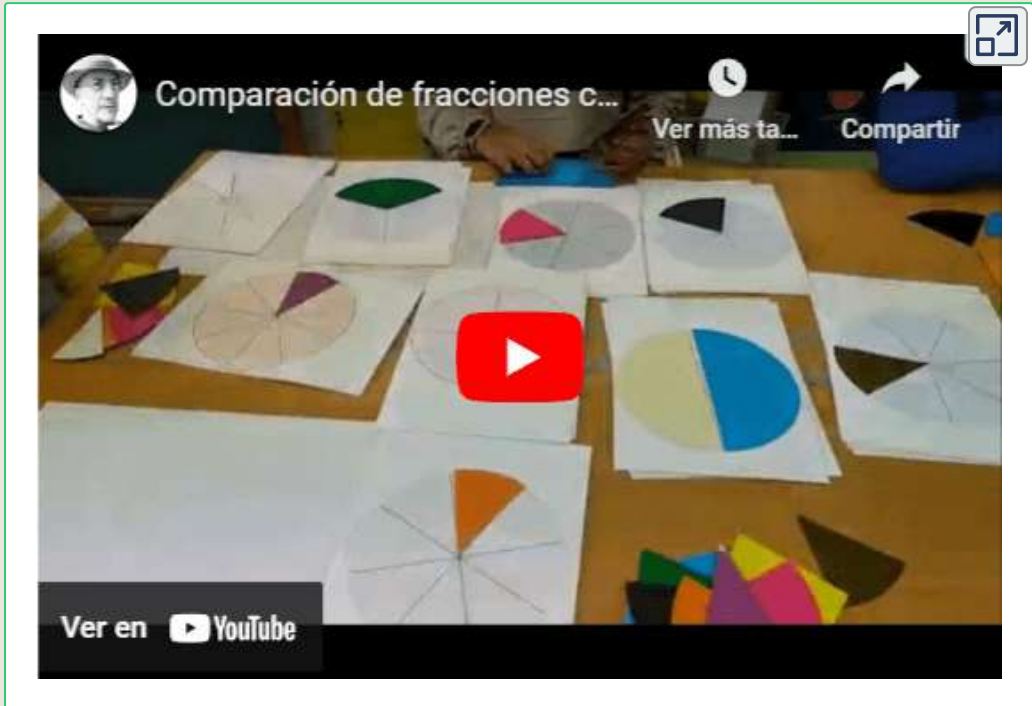 Comparación de fracciones c...
Ver más ta...
Compartir
Ver en YouTube